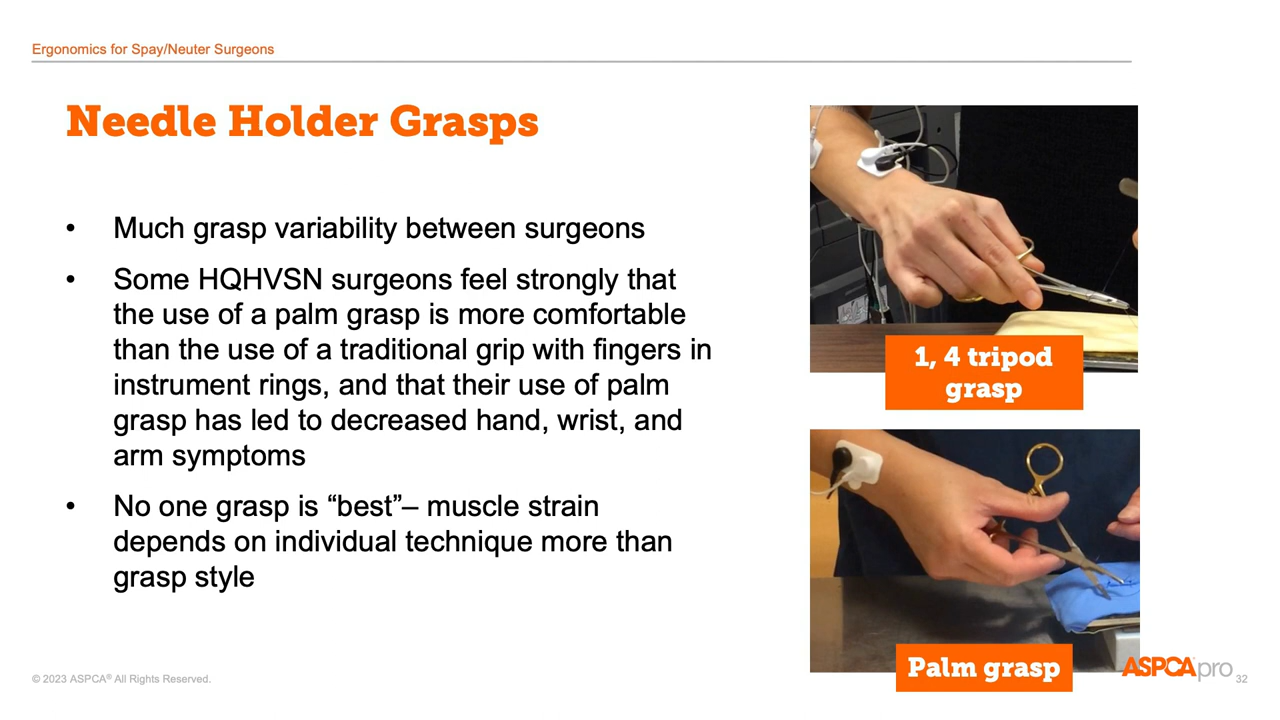 Ergonomics for Spay/Neuter Surgeons
Needle Holder Grasps
• Much grasp variability between surgeons
• Some HQHVSN surgeons feel strongly that
the use of a palm grasp is more comfortable
than the use of a traditional grip with fingers in
instrument rings, and that their use of palm
grasp has led to decreased hand, wrist, and
arm symptoms
• No one grasp is “best”– muscle strain
depends on individual technique more than
grasp style
1, 4 tripod
grasp
Palm grasp
© 2023 ASPCA® All Rights Reserved.
ASPCApro
32